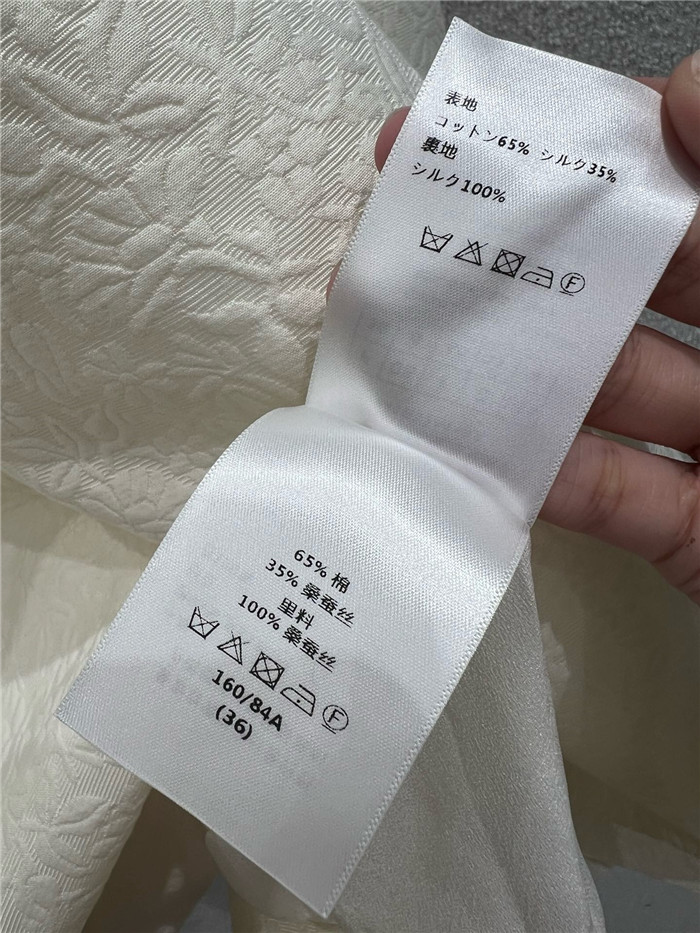 表地
コットン65% シルク35%
裏地
シルク100%
F
65% 棉
35% 桑蚕丝
里料
100% 桑蚕丝
F
160/84A
(36)